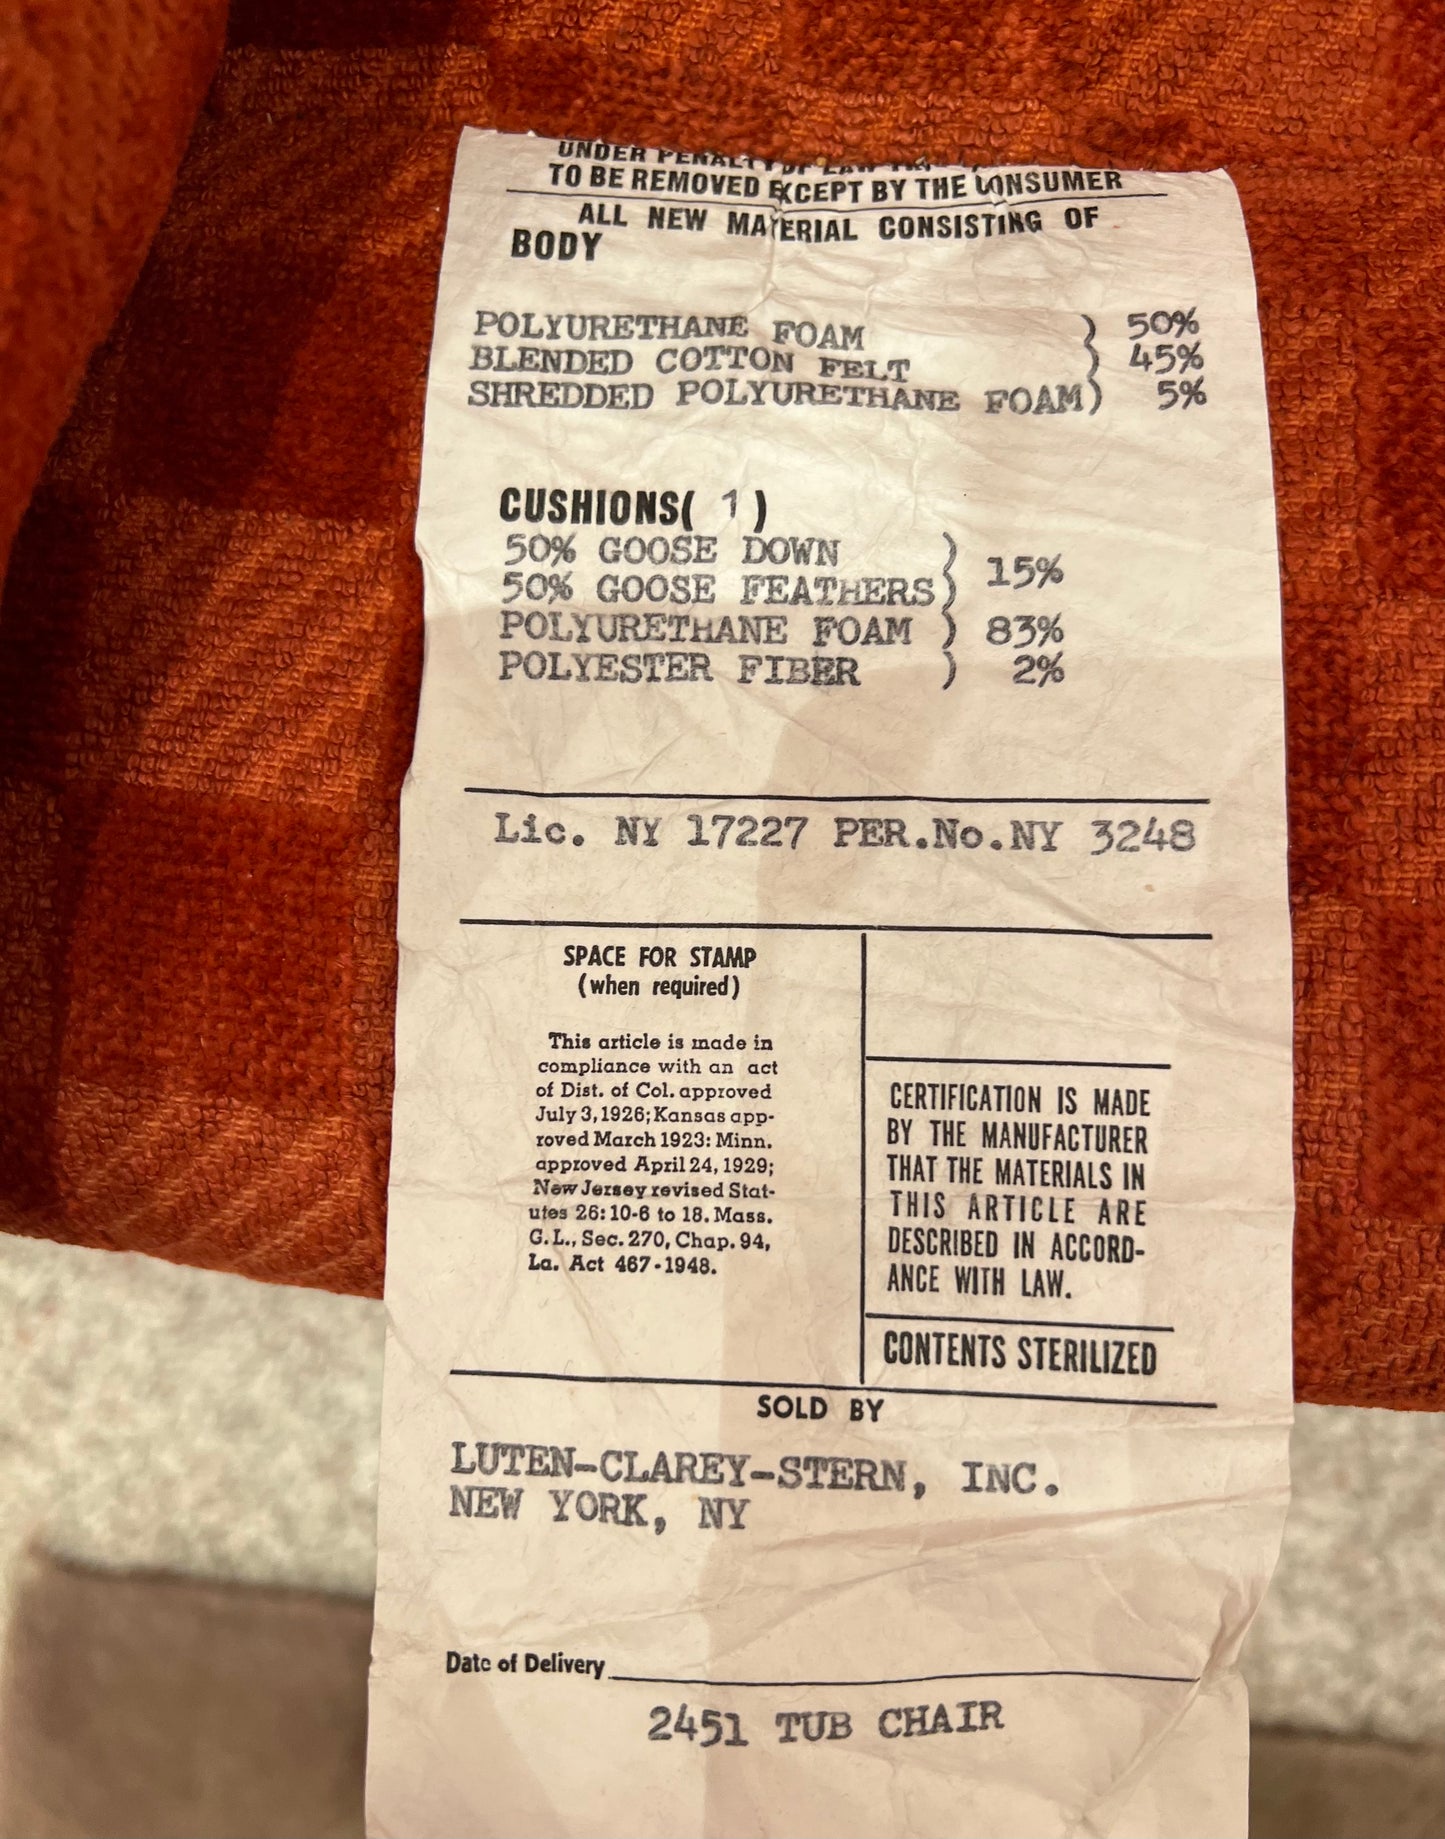 UNDER PENALTY OF LAW
TO BE REMOVED EXCEPT BY THE CONSUMER
ALL NEW MATERIAL CONSISTING OF
BODY
POLYURETHANE FOAM ) 50%
BLENDED COTTON FELT ) 45%
SHREDDED POLYURETHANE FOAM) 5%
CUSHIONS( 1 )
50% GOOSE DOWN )
50% GOOSE FEATHERS) 15%
POLYURETHANE FOAM ) 83%
POLYESTER FIBER ) 2%
Lic. NY 17227 PER.No.NY 3248
SPACE FOR STAMP
(when required)
This article is made in
compliance with an act
of Dist. of Col. approved
July 3, 1926; Kansas app-
roved March 1923: Minn.
approved April 24, 1929;
New Jersey revised Stat-
utes 26: 10-6 to 18. Mass.
G.L., Sec. 270, Chap. 94,
La. Act 467-1948.
CERTIFICATION IS MADE
BY THE MANUFACTURER
THAT THE MATERIALS IN
THIS ARTICLE ARE
DESCRIBED IN ACCORD-
ANCE WITH LAW.
CONTENTS STERILIZED
SOLD BY
LUTEN-CLAREY-STERN, INC.
NEW YORK, NY
Date of Delivery
2451 TUB CHAIR